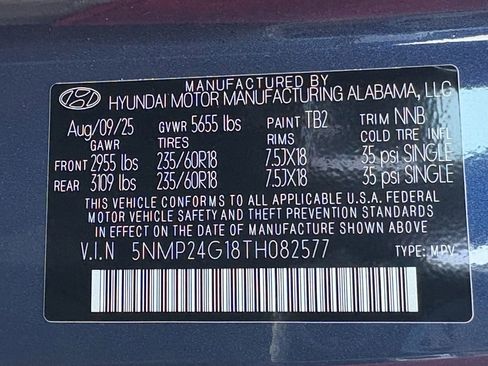 MANUFACTURED BY
HYUNDAI MOTOR MANUFACTURING ALABAMA, LLC
Aug/09/25 GVWR 5655 lbs PAINT TB2 TRIM NNB
GAWR TIRES RIMS COLD TIRE INFL.
FRONT 2955 lbs 235/60R18 7.5JX18 35 psi SINGLE
REAR 3109 lbs 235/60R18 7.5JX18 35 psi SINGLE
THIS VEHICLE CONFORMS TO ALL APPLICABLE U.S.A. FEDERAL
MOTOR VEHICLE SAFETY AND THEFT PREVENTION STANDARDS
IN EFFECT ON THE DATE OF MANUFACTURE SHOWN ABOVE.
V.I.N 5NMP24G18TH082577 TYPE: MPV